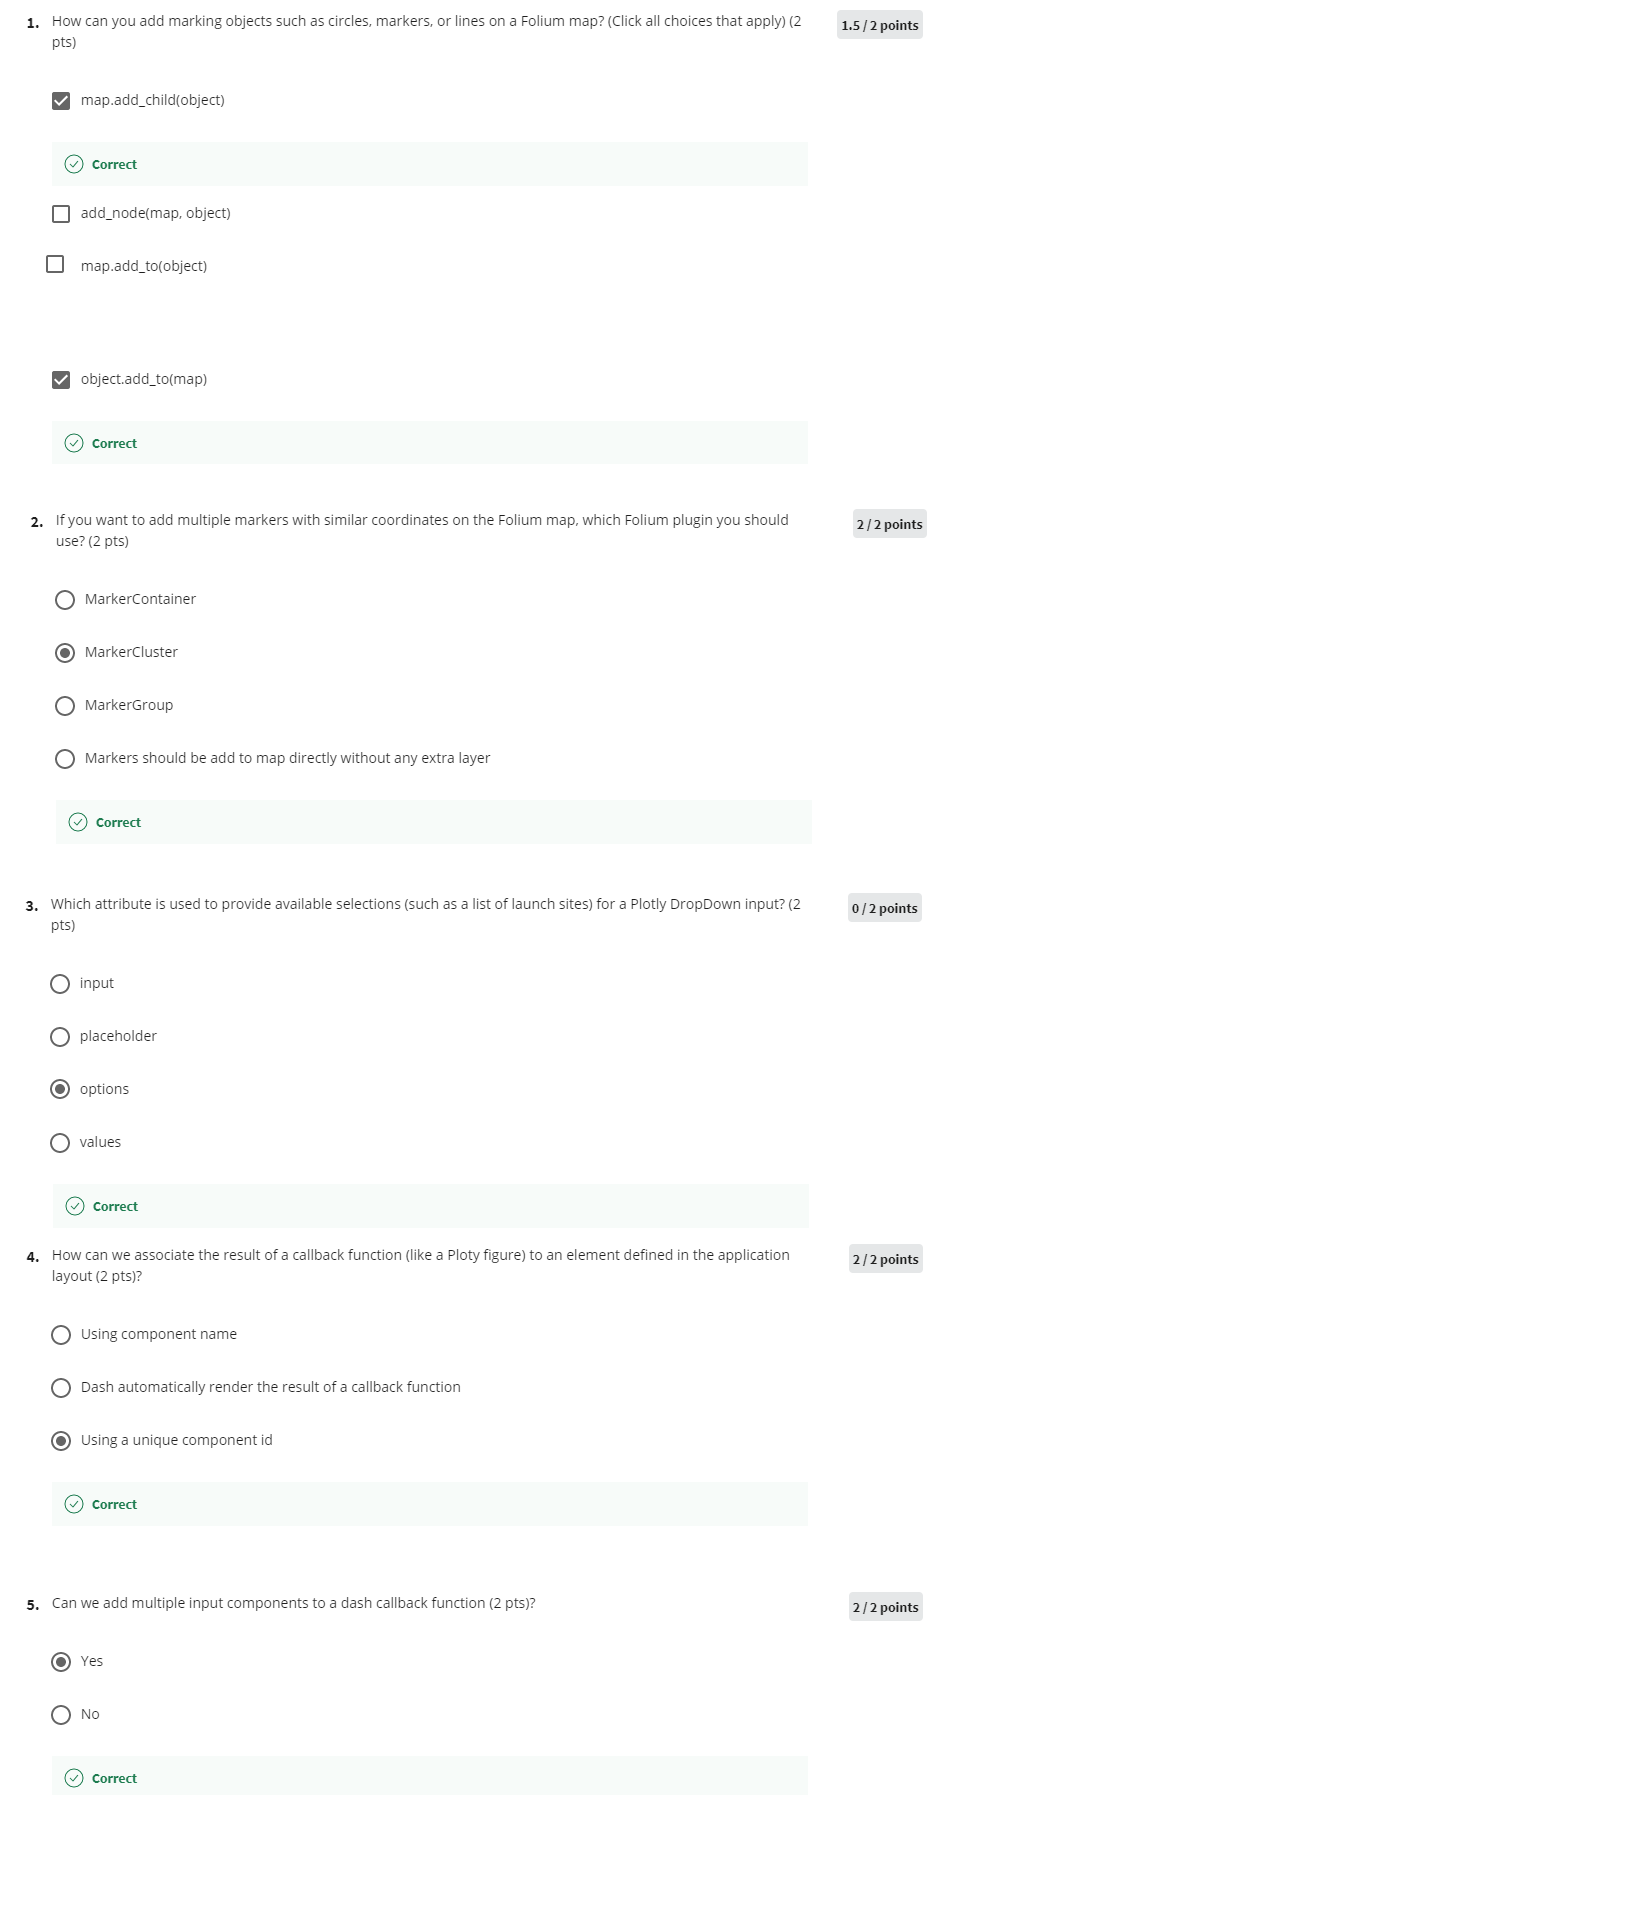 1. How can you add marking objects such as circles, markers, or lines on a Folium map? (Click all choices that apply) (2
pts)
1.5 / 2 points
map.add_child(object)
Correct
add_node(map, object)
map.add_to(object)
object.add_to(map)
Correct
2. If you want to add multiple markers with similar coordinates on the Folium map, which Folium plugin you should
use? (2 pts)
2 / 2 points
MarkerContainer
MarkerCluster
MarkerGroup
Markers should be add to map directly without any extra layer
Correct
3. Which attribute is used to provide available selections (such as a list of launch sites) for a Plotly DropDown input? (2
pts)
0 / 2 points
input
placeholder
options
values
Correct
4. How can we associate the result of a callback function (like a Ploty figure) to an element defined in the application
layout (2 pts)?
2 / 2 points
Using component name
Dash automatically render the result of a callback function
Using a unique component id
Correct
5. Can we add multiple input components to a dash callback function (2 pts)?
2 / 2 points
Yes
No
Correct